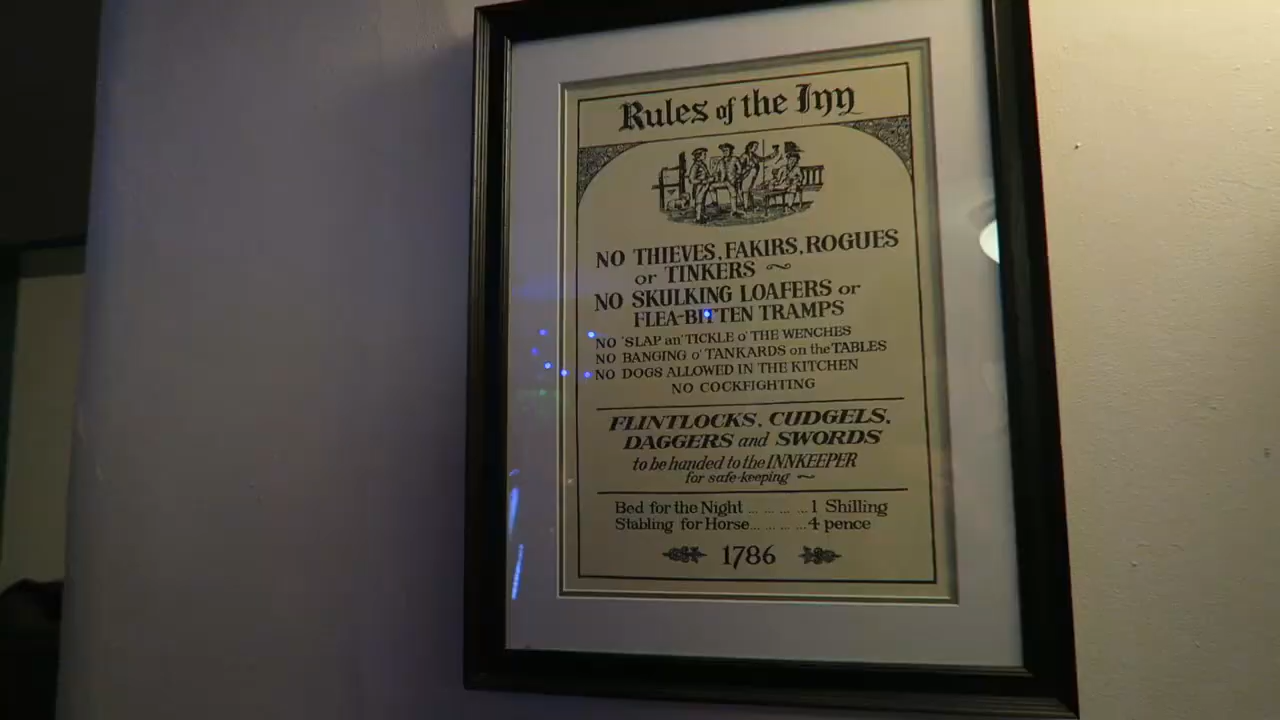 Rules of the Inn
NO THIEVES, FAKIRS, ROGUES
or TINKERS ~
NO SKULKING LOAFERS or
FLEA-BITTEN TRAMPS
NO 'SLAP an' TICKLE o' THE WENCHES
NO BANGING o' TANKARDS on the TABLES
NO DOGS ALLOWED IN THE KITCHEN
NO COCKFIGHTING
FLINTLOCKS, CUDGELS,
DAGGERS and SWORDS
to be handed to the INNKEEPER
for safe-keeping ~
Bed for the Night ... ... ... ...1 Shilling
Stabling for Horse... ... ... ...4 pence
1786